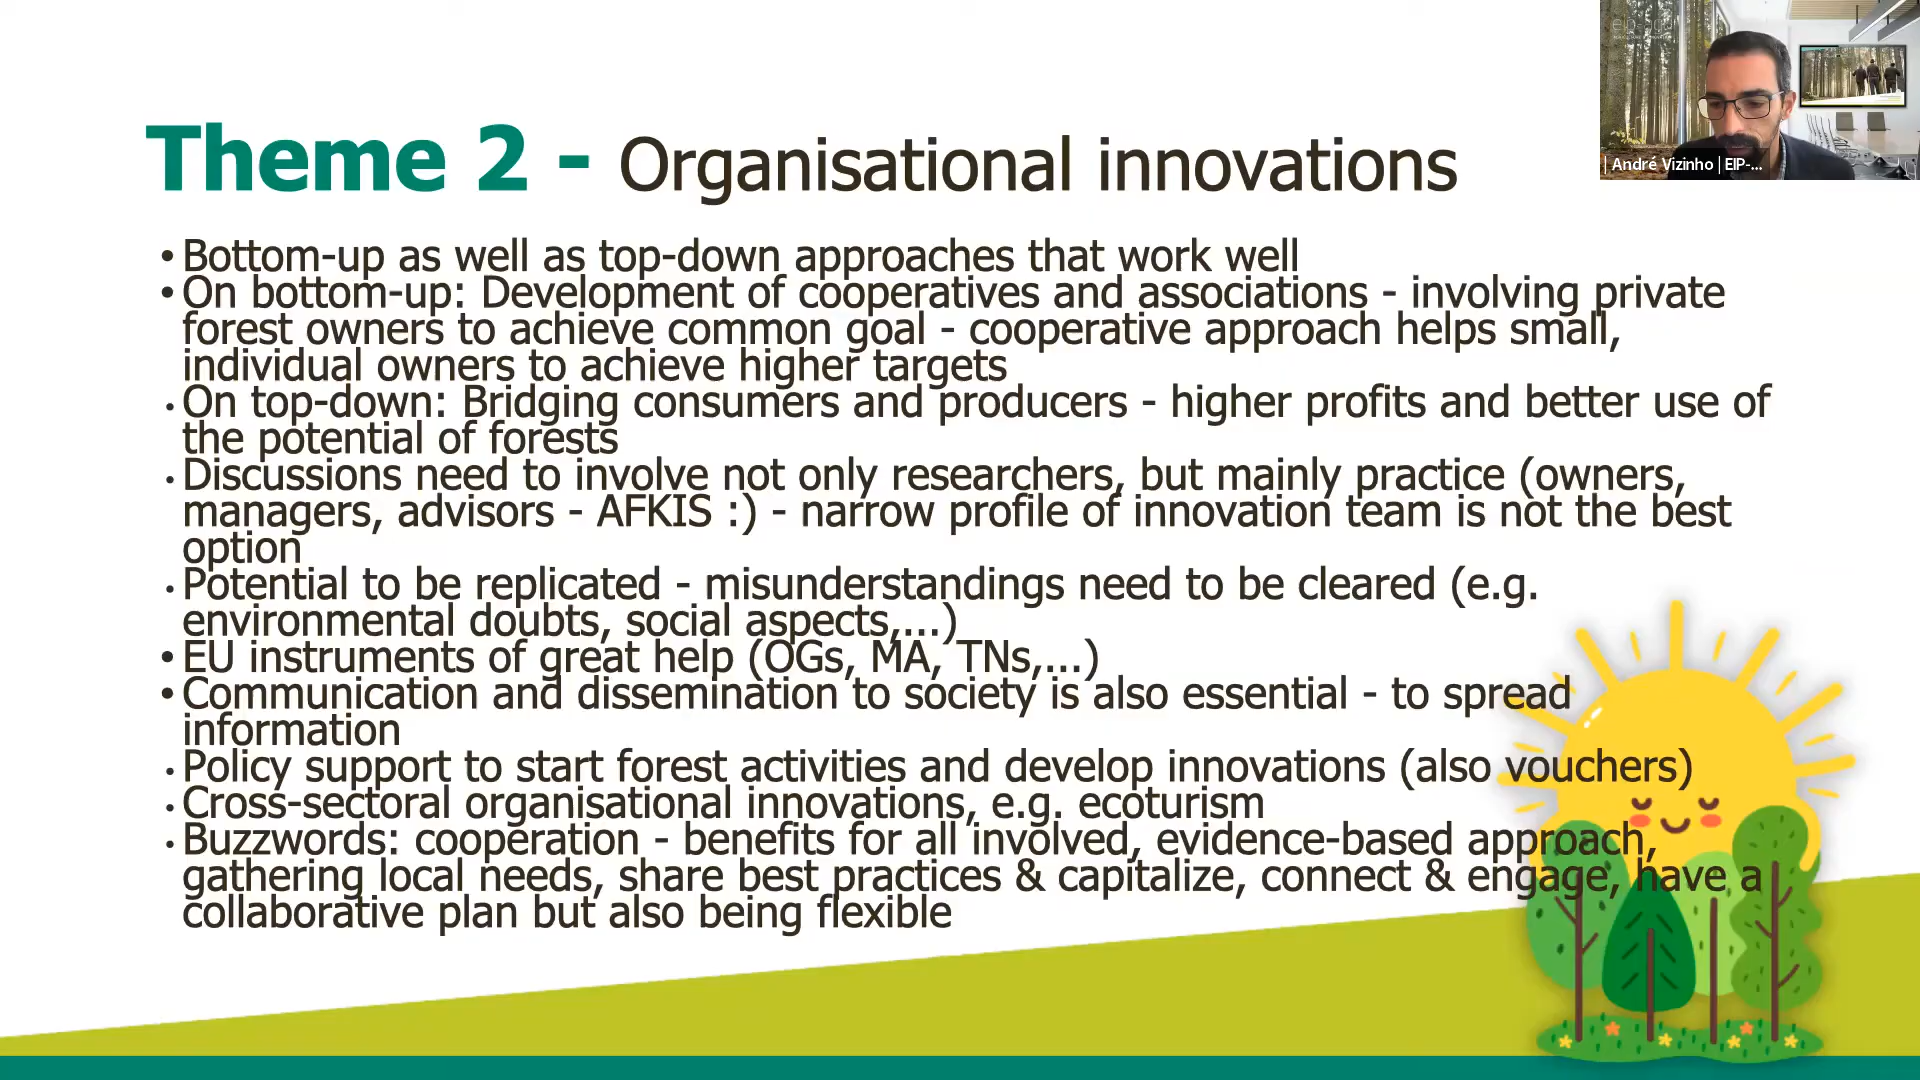 Theme 2 - Organisational innovations
| André Vizinho | EIP-...
• Bottom-up as well as top-down approaches that work well
• On bottom-up: Development of cooperatives and associations - involving private
forest owners to achieve common goal - cooperative approach helps small,
individual owners to achieve higher targets
• On top-down: Bridging consumers and producers - higher profits and better use of
the potential of forests
• Discussions need to involve not only researchers, but mainly practice (owners,
managers, advisors - AFKIS :) - narrow profile of innovation team is not the best
option
• Potential to be replicated - misunderstandings need to be cleared (e.g.
environmental doubts, social aspects,...)
• EU instruments of great help (OGs, MA, TNs,...)
• Communication and dissemination to society is also essential - to spread
information
• Policy support to start forest activities and develop innovations (also vouchers)
• Cross-sectoral organisational innovations, e.g. ecoturism
• Buzzwords: cooperation - benefits for all involved, evidence-based approach,
gathering local needs, share best practices & capitalize, connect & engage, have a
collaborative plan but also being flexible